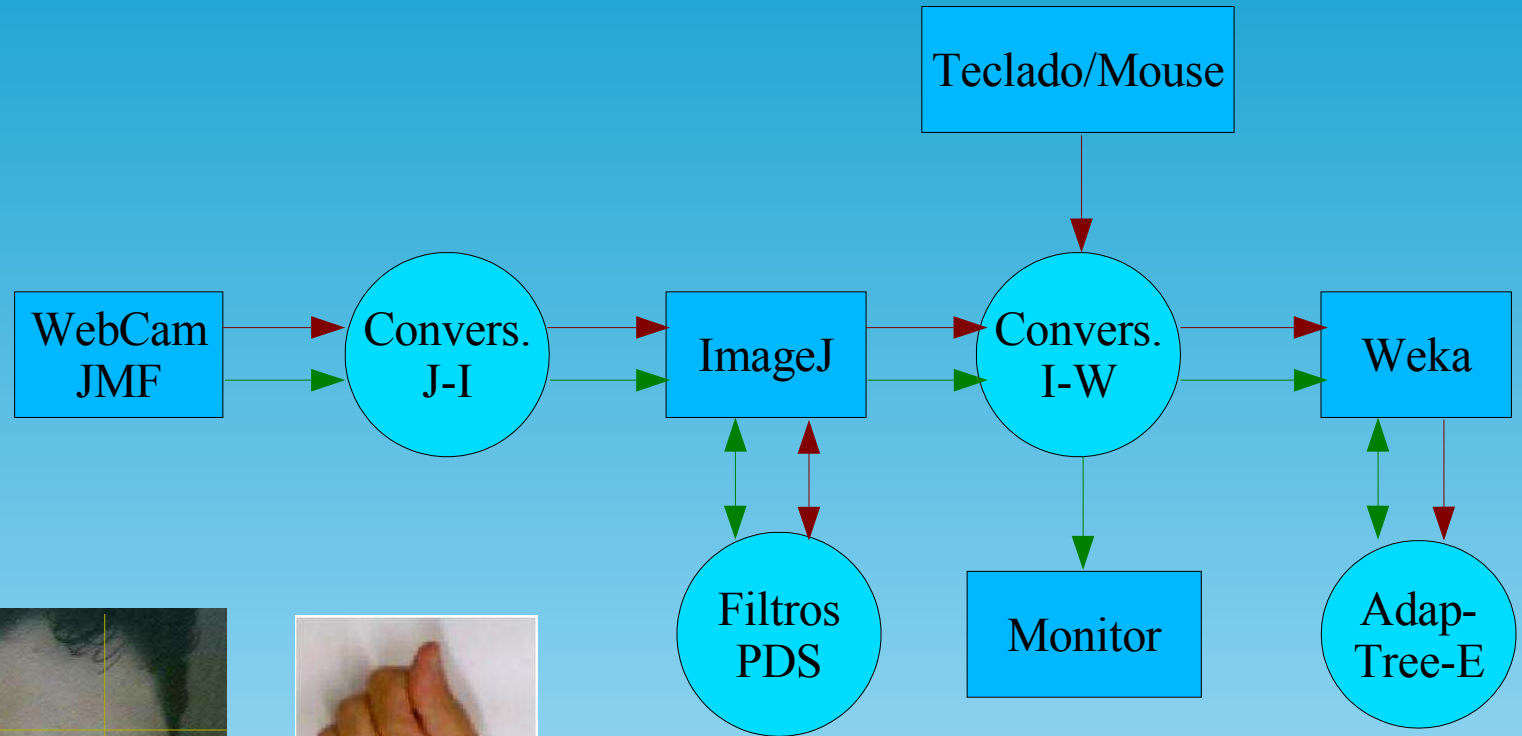 Teclado/Mouse
WebCam
JMF
Convers.
J-I
ImageJ
Convers.
I-W
Weka
Filtros
PDS
Monitor
Adap-
Tree-E